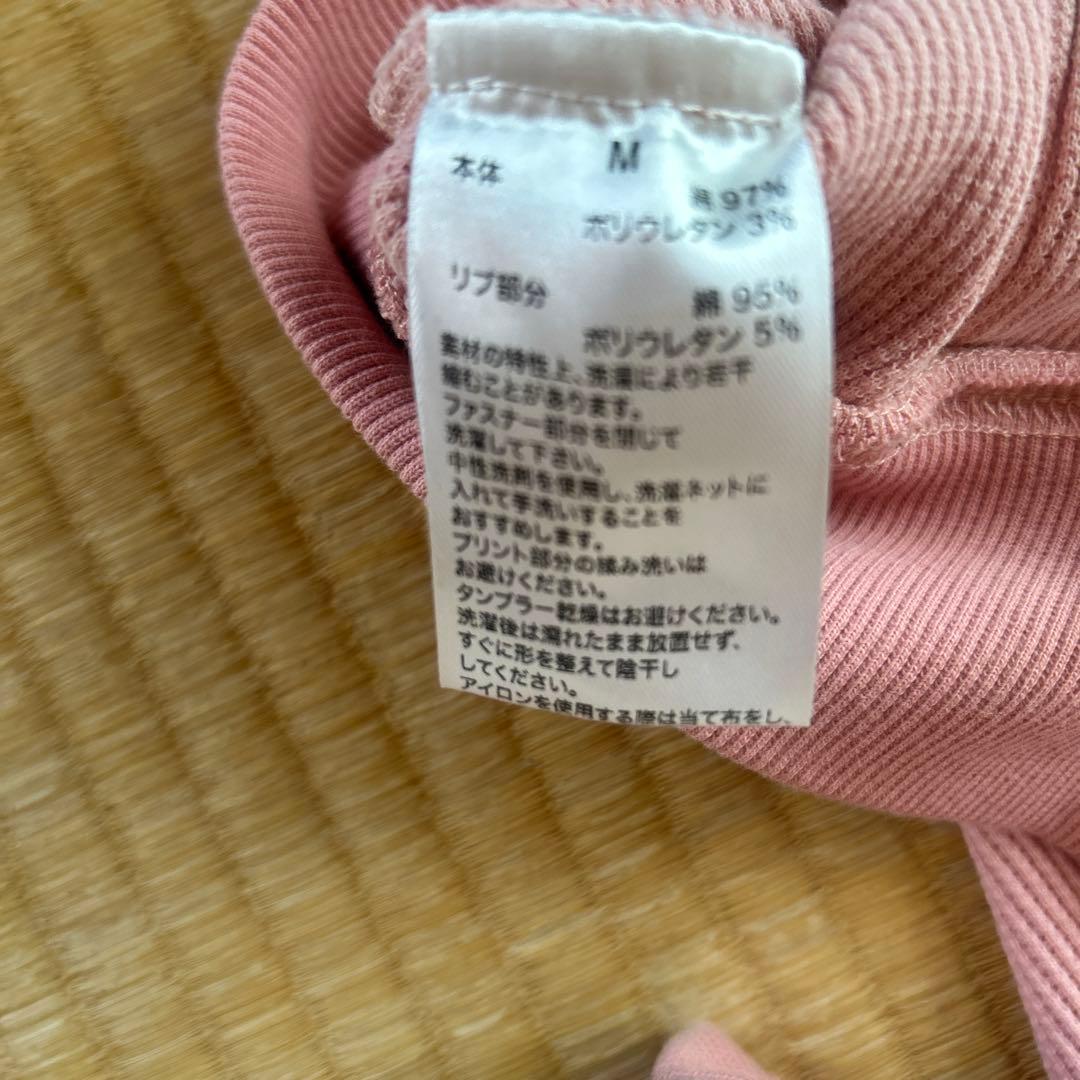 M
本体
綿 97%
ポリウレタン 3%
リブ部分
綿 95%
ポリウレタン 5%
素材の特性上、洗濯により若干
縮むことがあります。
ファスナー部分を閉じて
洗濯して下さい。
中性洗剤を使用し、洗濯ネットに
入れて手洗いすることを
おすすめします。
プリント部分の揉み洗いは
お避けください。
タンブラー乾燥はお避けください。
洗濯後は濡れたまま放置せず、
すぐに形を整えて陰干し
してください。
アイロンを使用する際は当て布をし、